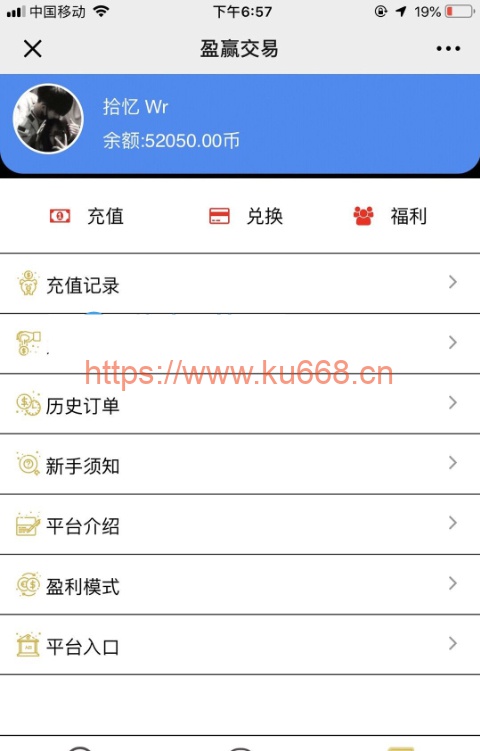 中国移动
下午6:57
19%
盈赢交易
拾忆 Wr
余额:52050.00币
充值
兑换
福利
充值记录
https://www.ku668.cn
历史订单
新手须知
平台介绍
盈利模式
平台入口